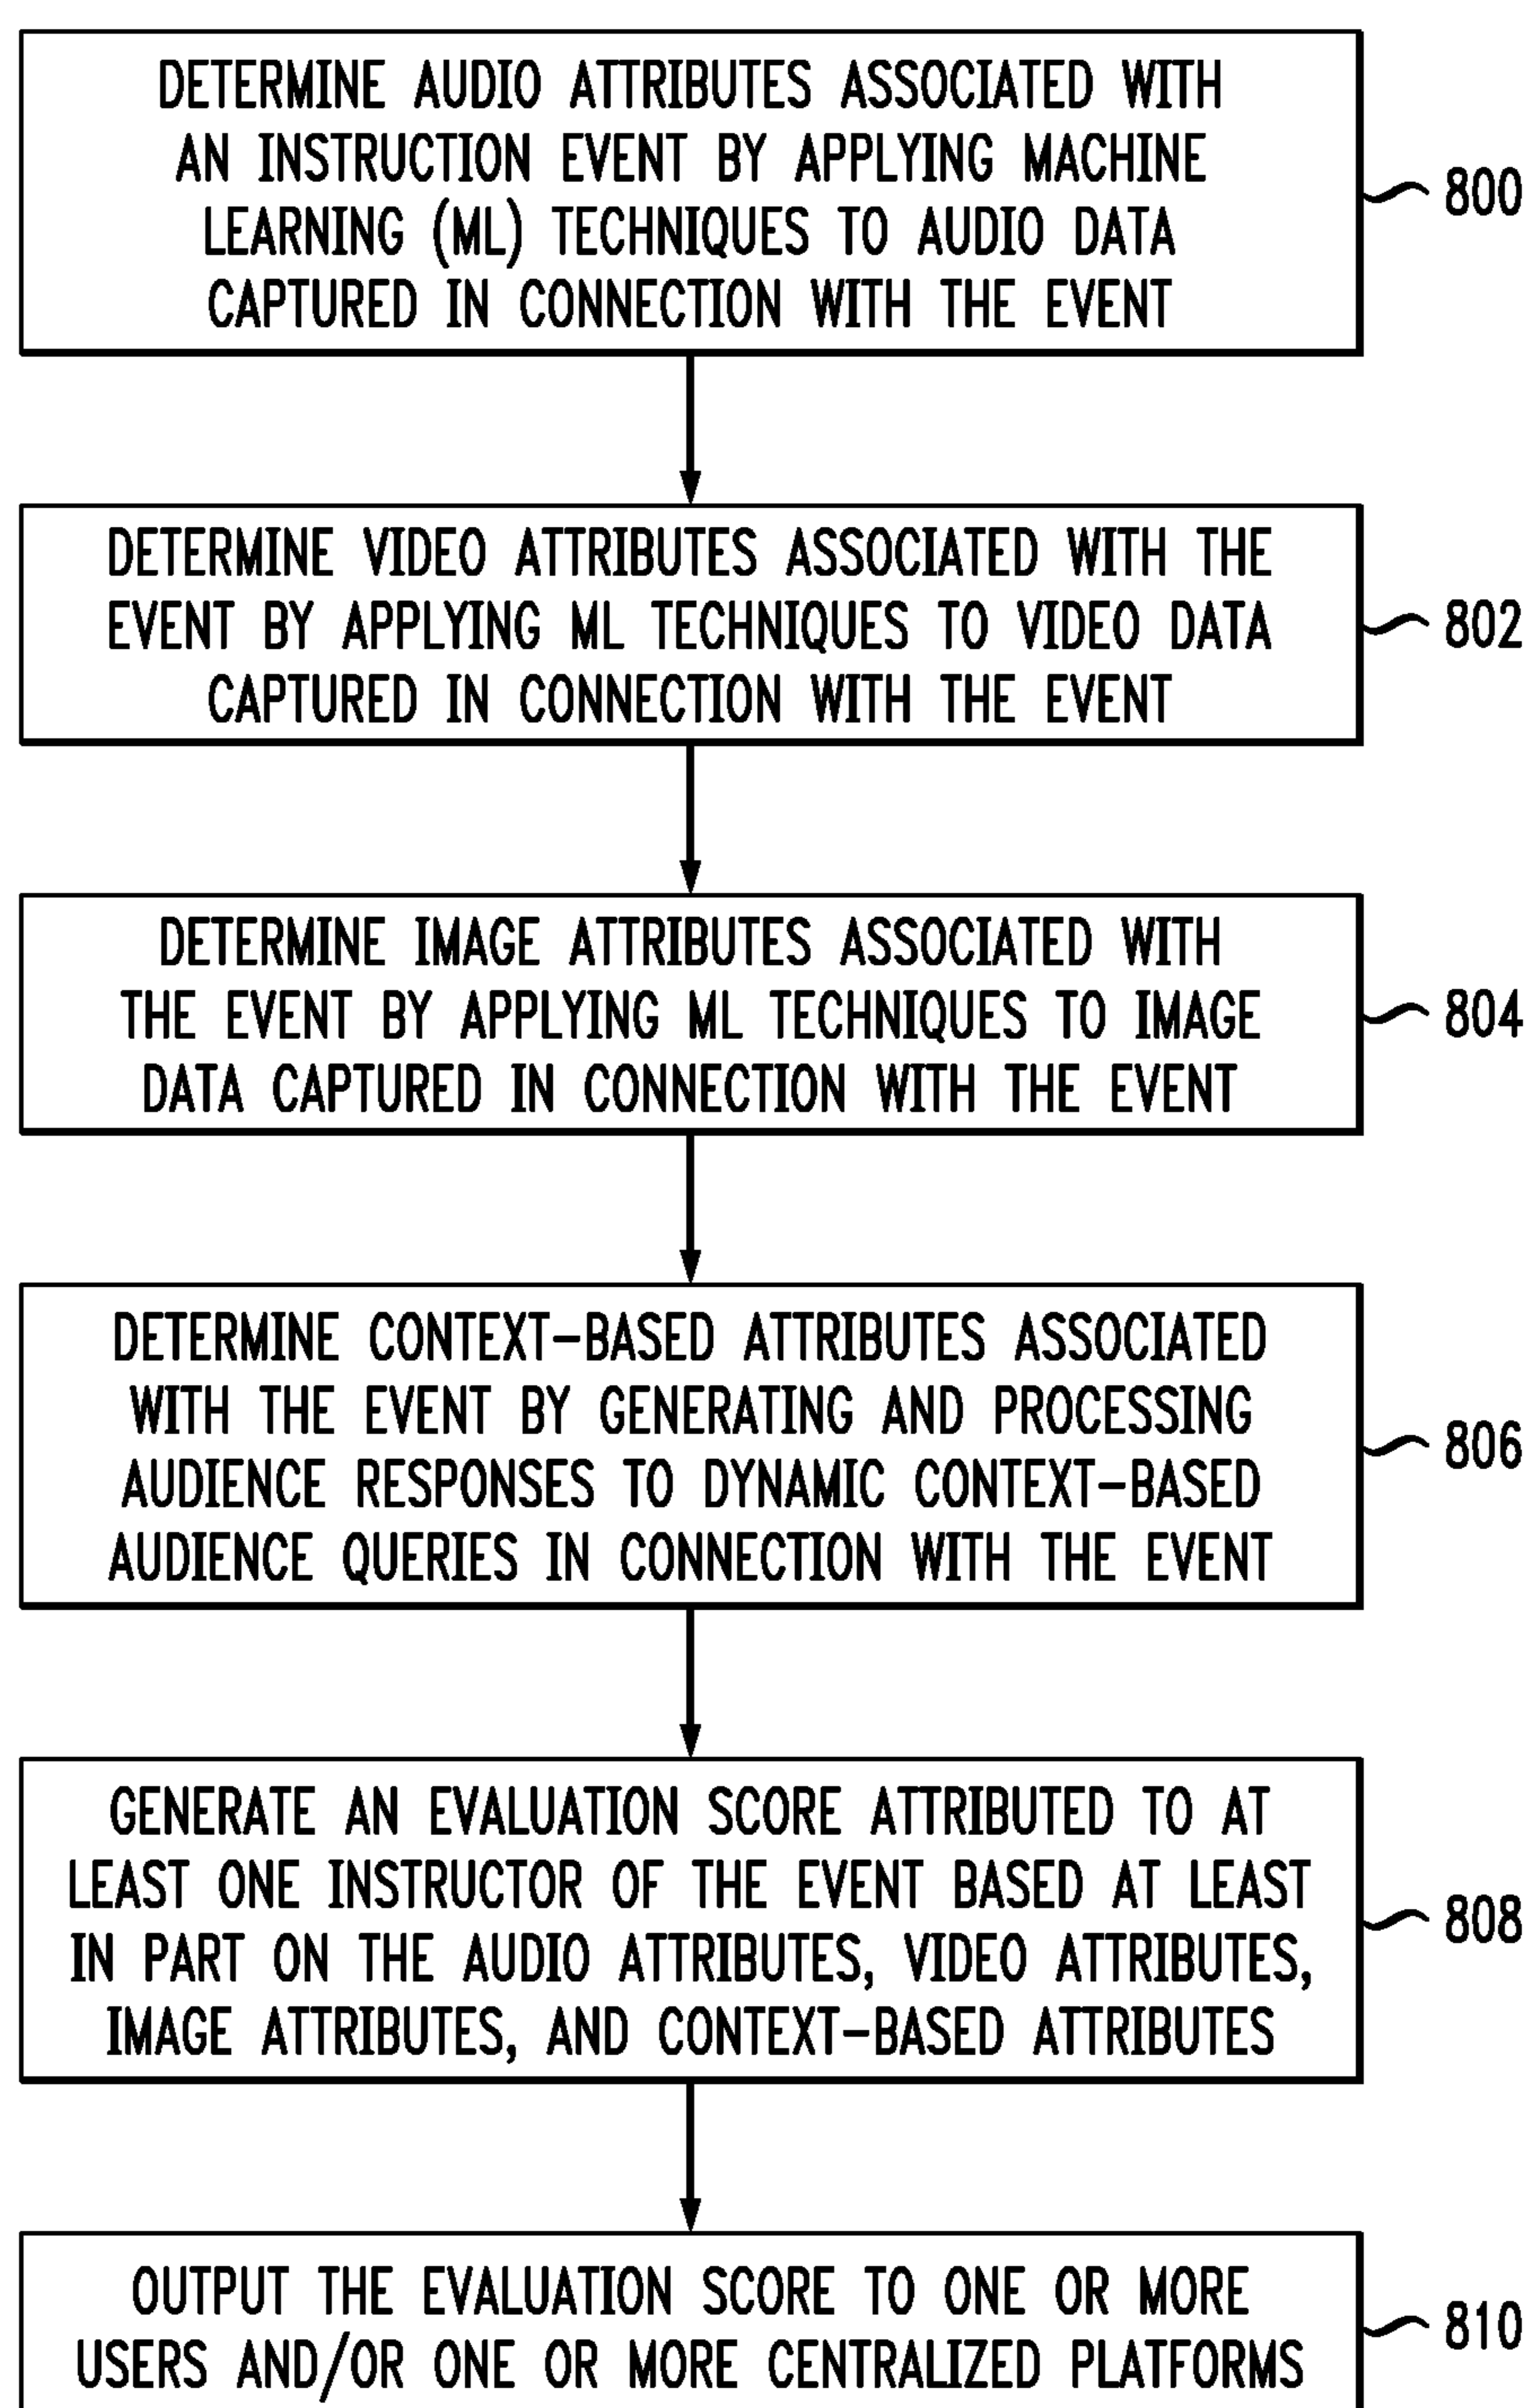 DETERMINE AUDIO ATTRIBUTES ASSOCIATED WITH
AN INSTRUCTION EVENT BY APPLYING MACHINE
LEARNING (ML) TECHNIQUES TO AUDIO DATA
CAPTURED IN CONNECTION WITH THE EVENT
800
DETERMINE VIDEO ATTRIBUTES ASSOCIATED WITH THE
EVENT BY APPLYING ML TECHNIQUES TO VIDEO DATA
CAPTURED IN CONNECTION WITH THE EVENT
802
DETERMINE IMAGE ATTRIBUTES ASSOCIATED WITH
THE EVENT BY APPLYING ML TECHNIQUES TO IMAGE
DATA CAPTURED IN CONNECTION WITH THE EVENT
804
DETERMINE CONTEXT-BASED ATTRIBUTES ASSOCIATED
WITH THE EVENT BY GENERATING AND PROCESSING
AUDIENCE RESPONSES TO DYNAMIC CONTEXT-BASED
AUDIENCE QUERIES IN CONNECTION WITH THE EVENT
806
GENERATE AN EVALUATION SCORE ATTRIBUTED TO AT
LEAST ONE INSTRUCTOR OF THE EVENT BASED AT LEAST
IN PART ON THE AUDIO ATTRIBUTES, VIDEO ATTRIBUTES,
IMAGE ATTRIBUTES, AND CONTEXT-BASED ATTRIBUTES
808
OUTPUT THE EVALUATION SCORE TO ONE OR MORE
USERS AND/OR ONE OR MORE CENTRALIZED PLATFORMS
810